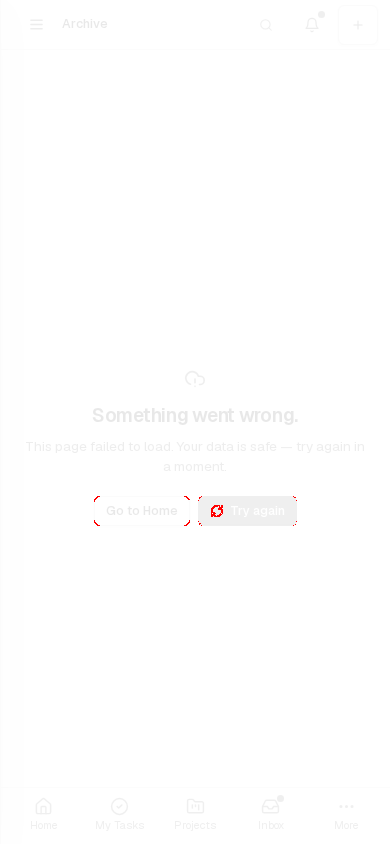 Archive
Something went wrong.
This page failed to load. Your data is safe — try again in
a moment.
Go to Home
Try again
Home
My Tasks
Projects
Inbox
More